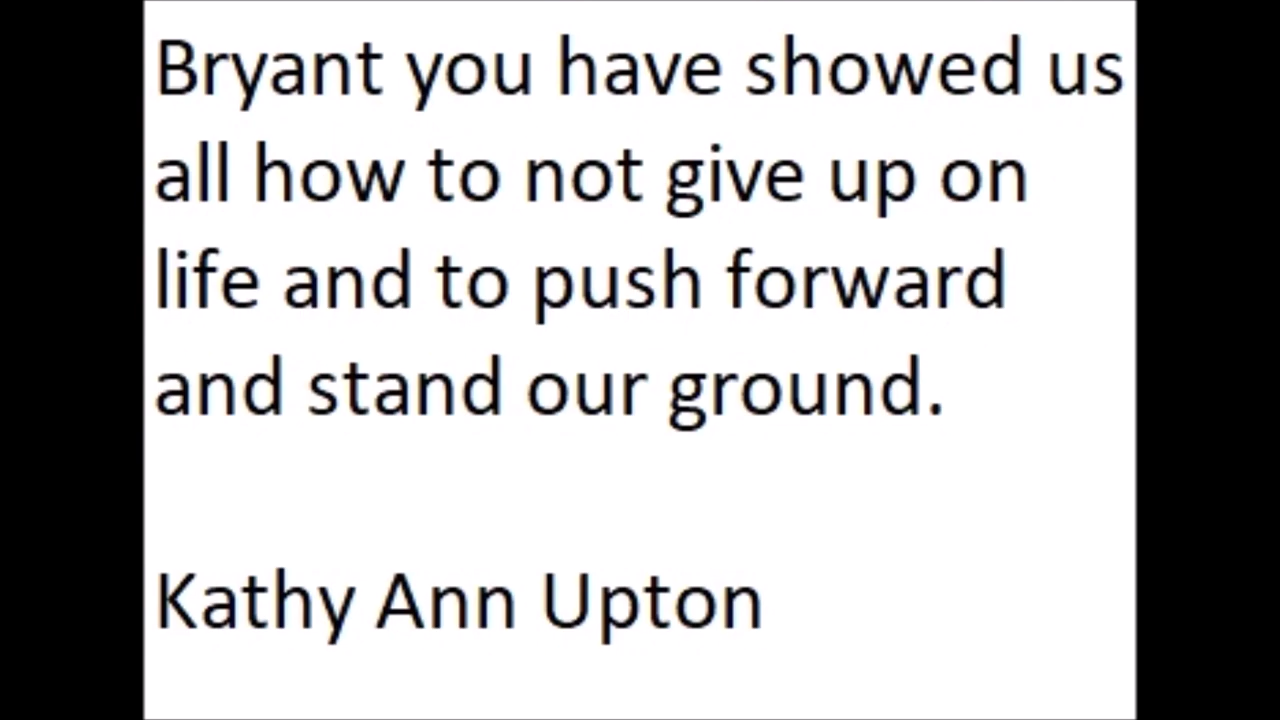 Bryant you have showed us
all how to not give up on
life and to push forward
and stand our ground.
Kathy Ann Upton